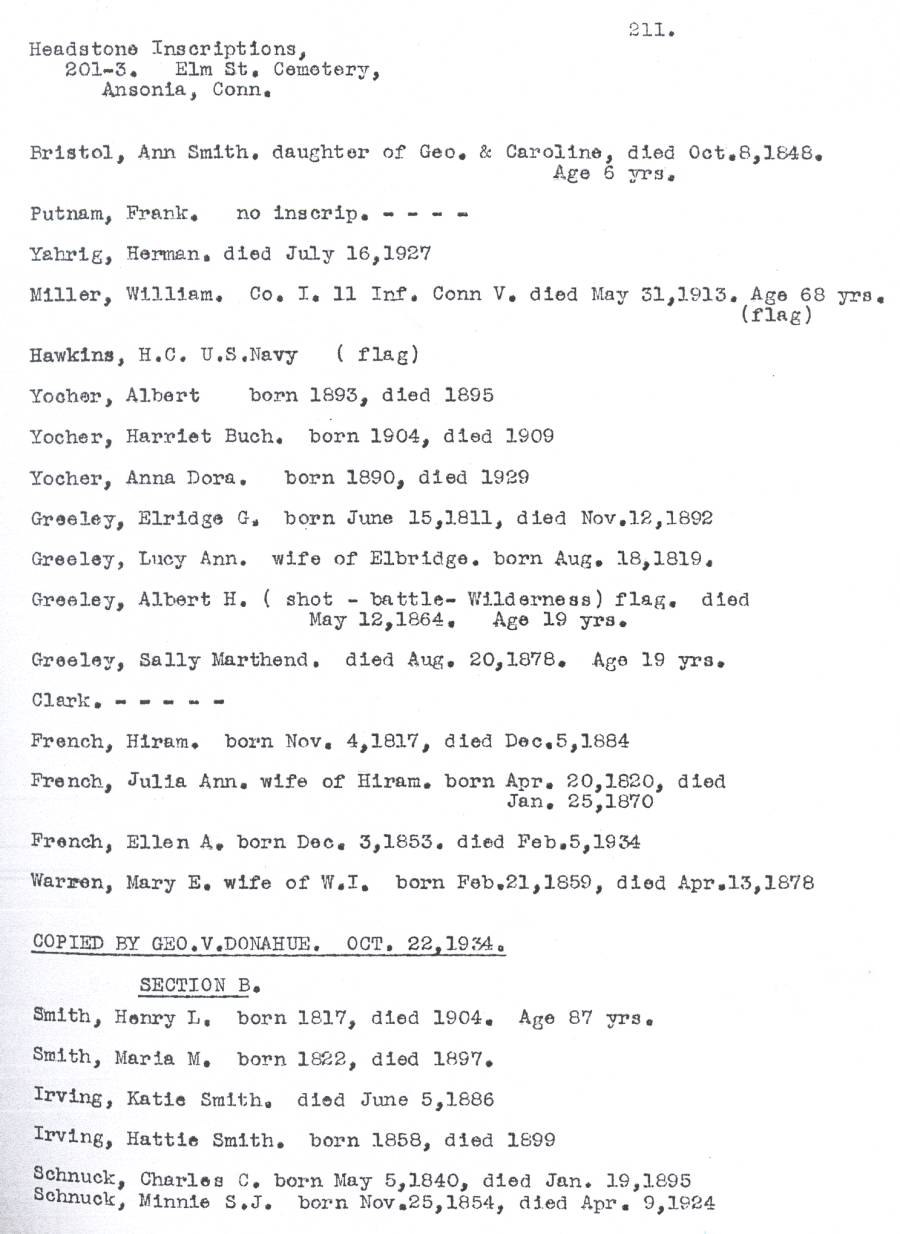 211.
Headstone Inscriptions,
201-3. Elm St. Cemetery,
Ansonia, Conn.
Bristol, Ann Smith. daughter of Geo. & Caroline, died Oct.8,1848.
Age 6 yrs.
Putnam, Frank. no inscrip. - - - -
Yahrig, Herman. died July 16,1927
Miller, William. Co. I. 11 Inf. Conn V. died May 31,1913. Age 68 yrs.
(flag)
Hawkins, H.C. U.S.Navy ( flag)
Yocher, Albert born 1893, died 1895
Yocher, Harriet Buch. born 1904, died 1909
Yocher, Anna Dora. born 1890, died 1929
Greeley, Elridge G. born June 15,1811, died Nov.12,1892
Greeley, Lucy Ann. wife of Elbridge. born Aug. 18,1819.
Greeley, Albert H. ( shot - battle- Wilderness) flag. died
May 12,1864. Age 19 yrs.
Greeley, Sally Marthend. died Aug. 20,1878. Age 19 yrs.
Clark. - - - - -
French, Hiram. born Nov. 4,1817, died Dec.5,1884
French, Julia Ann. wife of Hiram. born Apr. 20,1820, died
Jan. 25,1870
French, Ellen A. born Dec. 3,1853. died Feb.5,1934
Warren, Mary E. wife of W.I. born Feb.21,1859, died Apr.13,1878
COPIED BY GEO.V.DONAHUE. OCT. 22,1934.
SECTION B.
Smith, Henry L. born 1817, died 1904. Age 87 yrs.
Smith, Maria M. born 1822, died 1897.
Irving, Katie Smith. died June 5,1886
Irving, Hattie Smith. born 1858, died 1899
Schnuck, Charles C. born May 5,1840, died Jan. 19,1895
Schnuck, Minnie S.J. born Nov.25,1854, died Apr. 9,1924